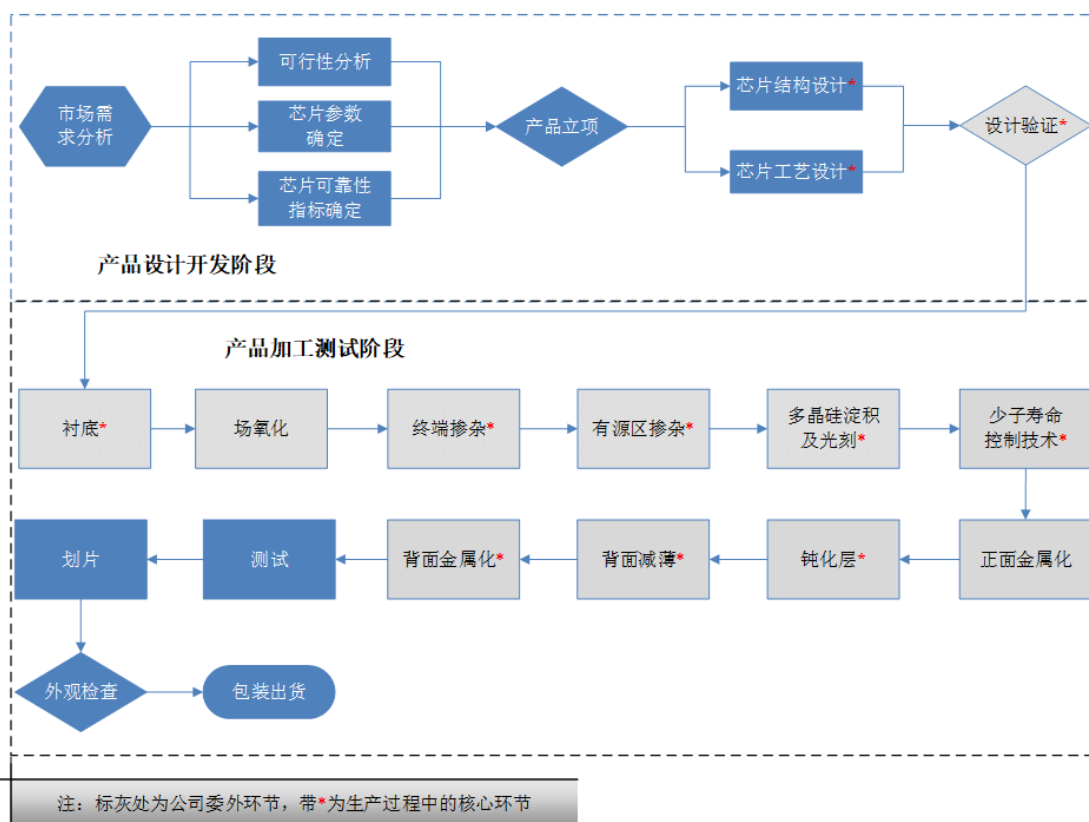 市场需
求分析
可行性分析
芯片参数
确定
芯片可靠性
指标确定
产品立项
芯片结构设计*
芯片工艺设计*
设计验证*
产品设计开发阶段
产品加工测试阶段
衬底*
场氧化
终端掺杂*
有源区掺杂*
多晶硅淀积
及光刻*
少子寿命
控制技术*
正面金属化
钝化层*
背面减薄*
背面金属化*
测试
划片
外观检查
包装出货
注：标灰处为公司委外环节，带*为生产过程中的核心环节